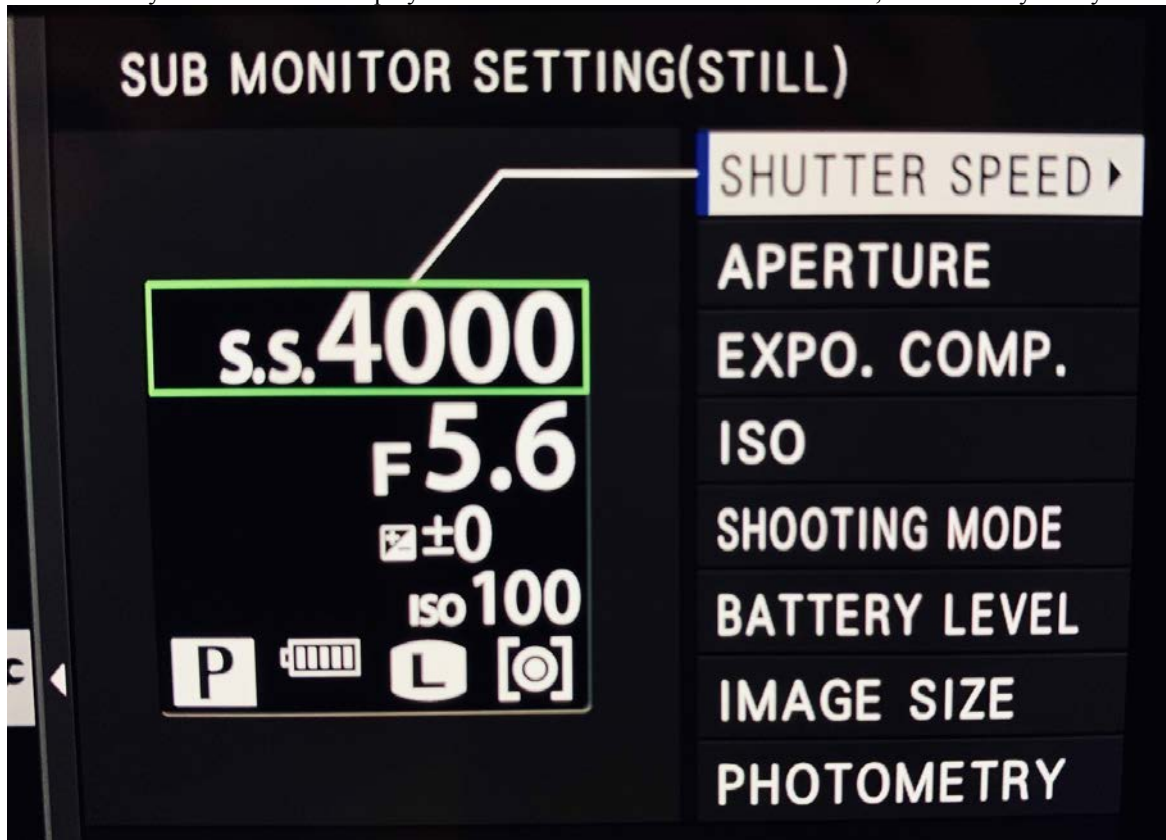 SUB MONITOR SETTING(STILL)
S.S.4000
F5.6
±0
ISO100
P
L
SHUTTER SPEED
APERTURE
EXPO. COMP.
ISO
SHOOTING MODE
BATTERY LEVEL
IMAGE SIZE
PHOTOMETRY